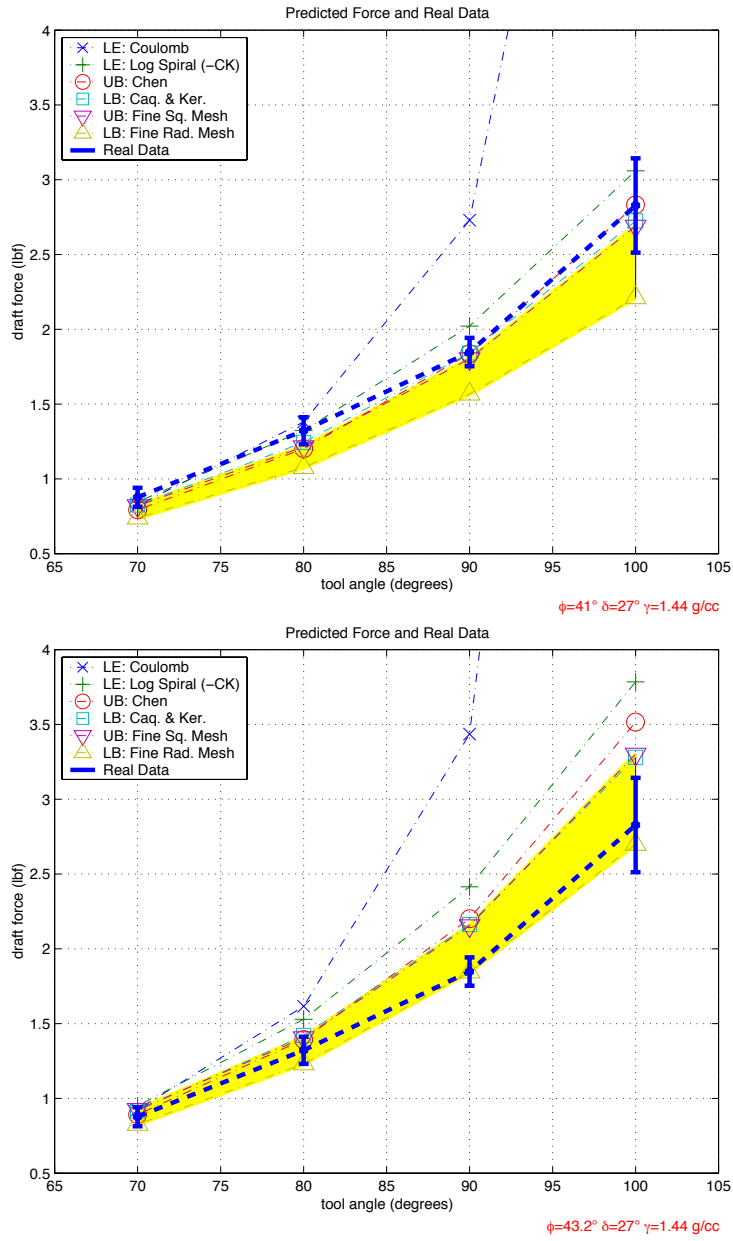 Predicted Force and Real Data
4
3.5
3
2.5
2
1.5
1
0.5
draft force (lbf)
LE: Coulomb
LE: Log Spiral (−CK)
UB: Chen
LB: Caq. & Ker.
UB: Fine Sq. Mesh
LB: Fine Rad. Mesh
Real Data
65 70 75 80 85 90 95 100 105
tool angle (degrees)
ϕ=41° δ=27° γ=1.44 g/cc
Predicted Force and Real Data
4
3.5
3
2.5
2
1.5
1
0.5
draft force (lbf)
LE: Coulomb
LE: Log Spiral (−CK)
UB: Chen
LB: Caq. & Ker.
UB: Fine Sq. Mesh
LB: Fine Rad. Mesh
Real Data
65 70 75 80 85 90 95 100 105
tool angle (degrees)
ϕ=43.2° δ=27° γ=1.44 g/cc